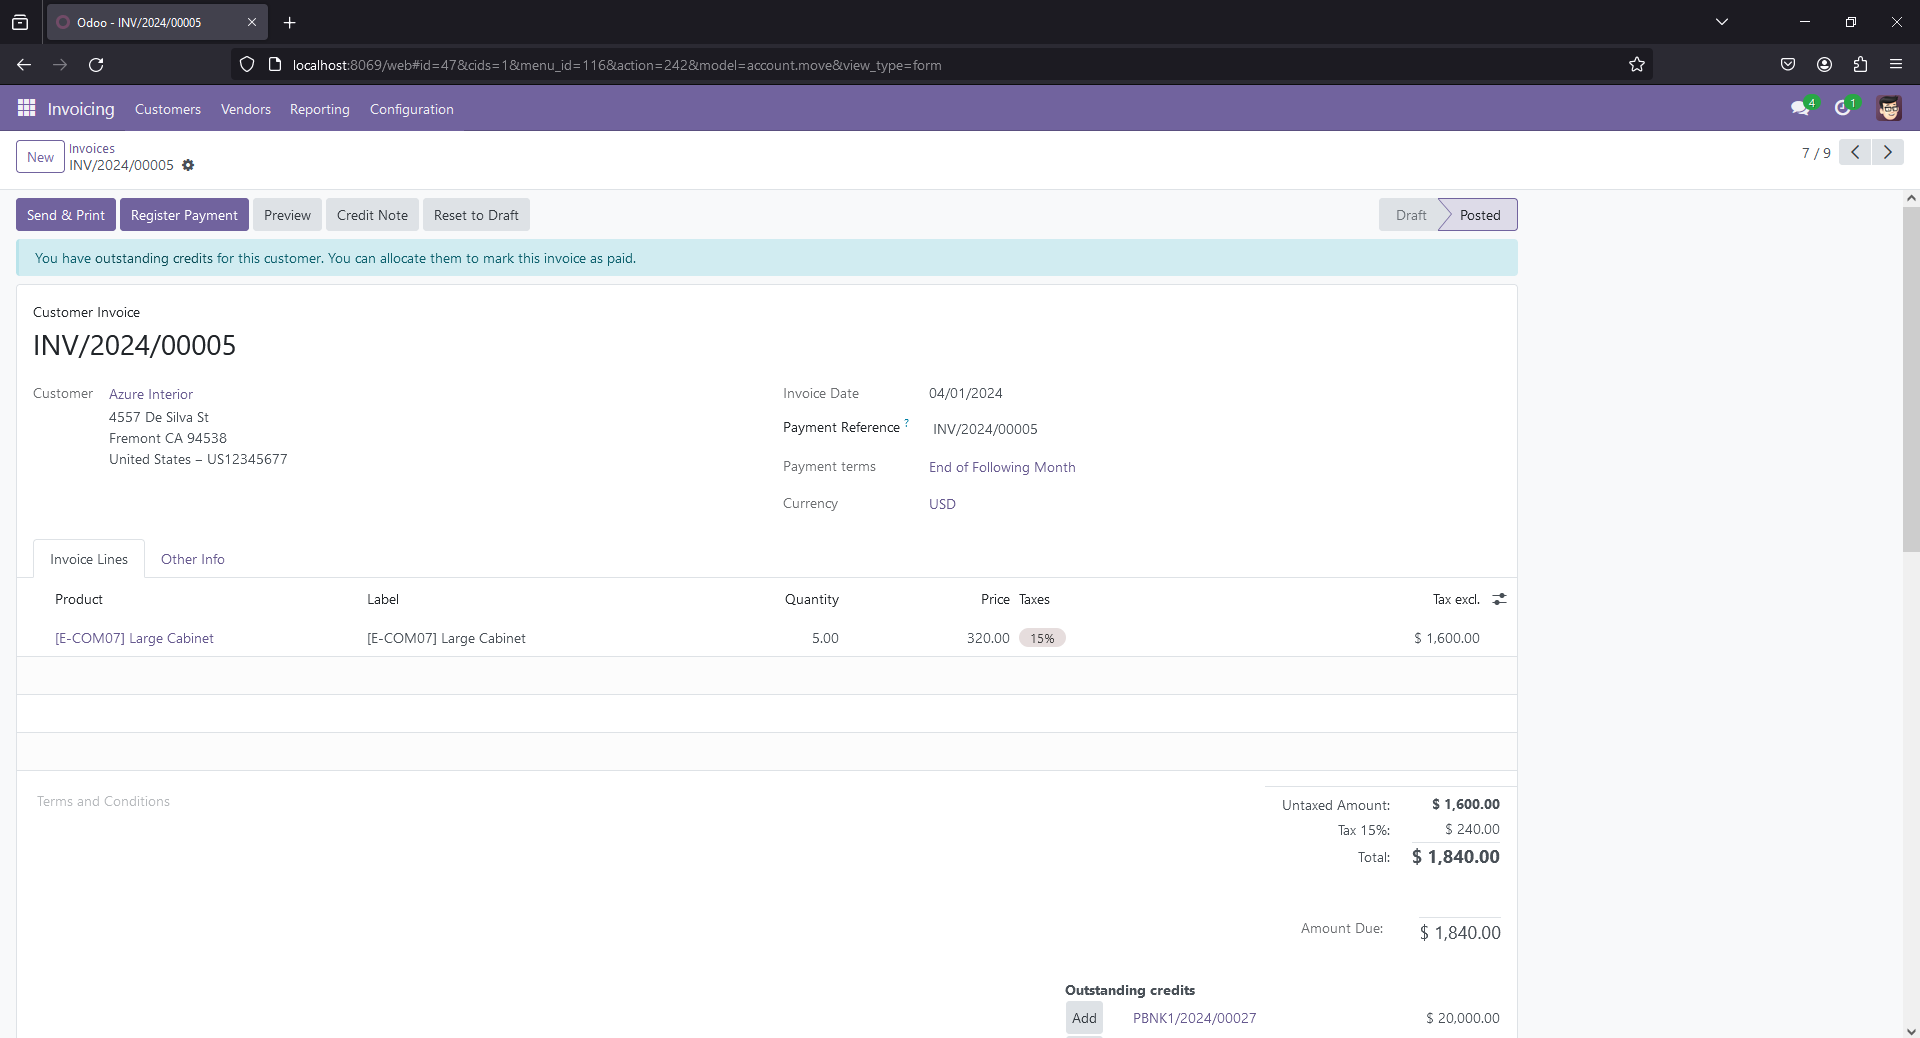 Odoo - INV/2024/00005
localhost:8069/web#id=47&cids=1&menu_id=116&action=242&model=account.move&view_type=form
Invoicing Customers Vendors Reporting Configuration 4 1
New Invoices
INV/2024/00005 7 / 9
Send & Print Register Payment Preview Credit Note Reset to Draft Draft Posted
You have outstanding credits for this customer. You can allocate them to mark this invoice as paid.
Customer Invoice
INV/2024/00005
Customer Azure Interior Invoice Date 04/01/2024
4557 De Silva St
Payment Reference ? INV/2024/00005
Fremont CA 94538
United States – US12345677
Payment terms End of Following Month
Currency USD
Invoice Lines Other Info
Product Label Quantity Price Taxes Tax excl.
[E-COM07] Large Cabinet [E-COM07] Large Cabinet 5.00 320.00 15% $ 1,600.00
Terms and Conditions
Untaxed Amount: $ 1,600.00
Tax 15%: $ 240.00
Total: $ 1,840.00
Amount Due: $ 1,840.00
Outstanding credits
Add PBNK1/2024/00027 $ 20,000.00